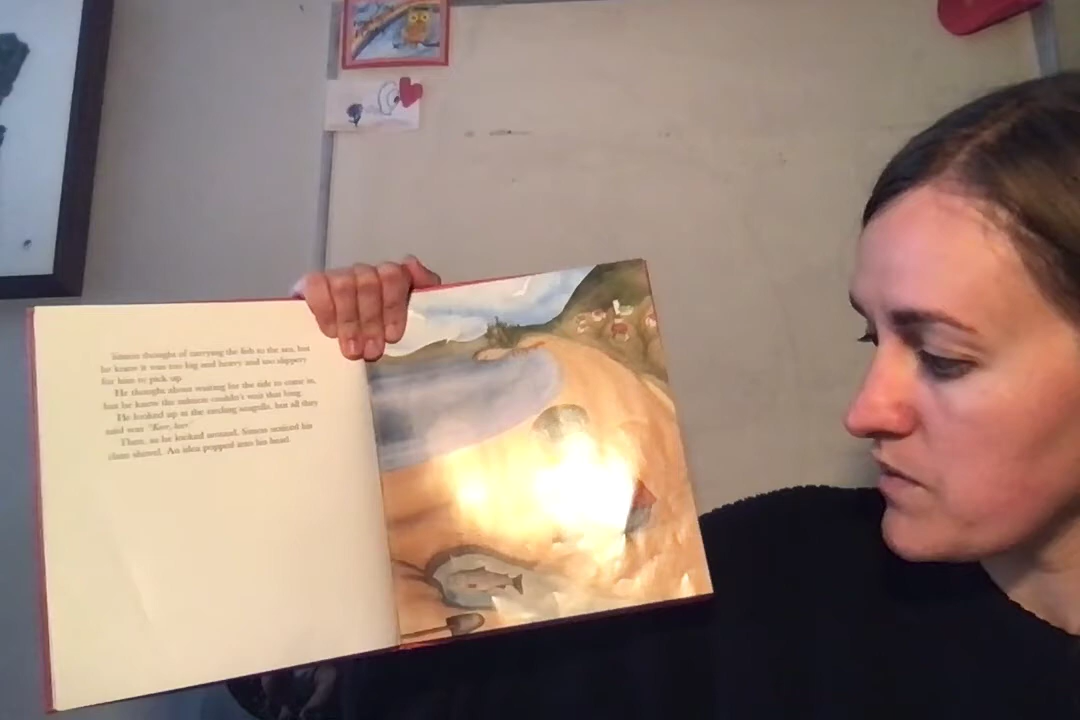 Simon thought of carrying the fish to the sea, but
he knew it was too big and heavy and too slippery
for him to pick up.
He thought about waiting for the tide to come in,
but he knew the salmon couldn't wait that long.
He looked up at the circling seagulls, but all they
said was "Kow, kow."
Then, as he looked around, Simon noticed his
clam shovel. An idea popped into his head.